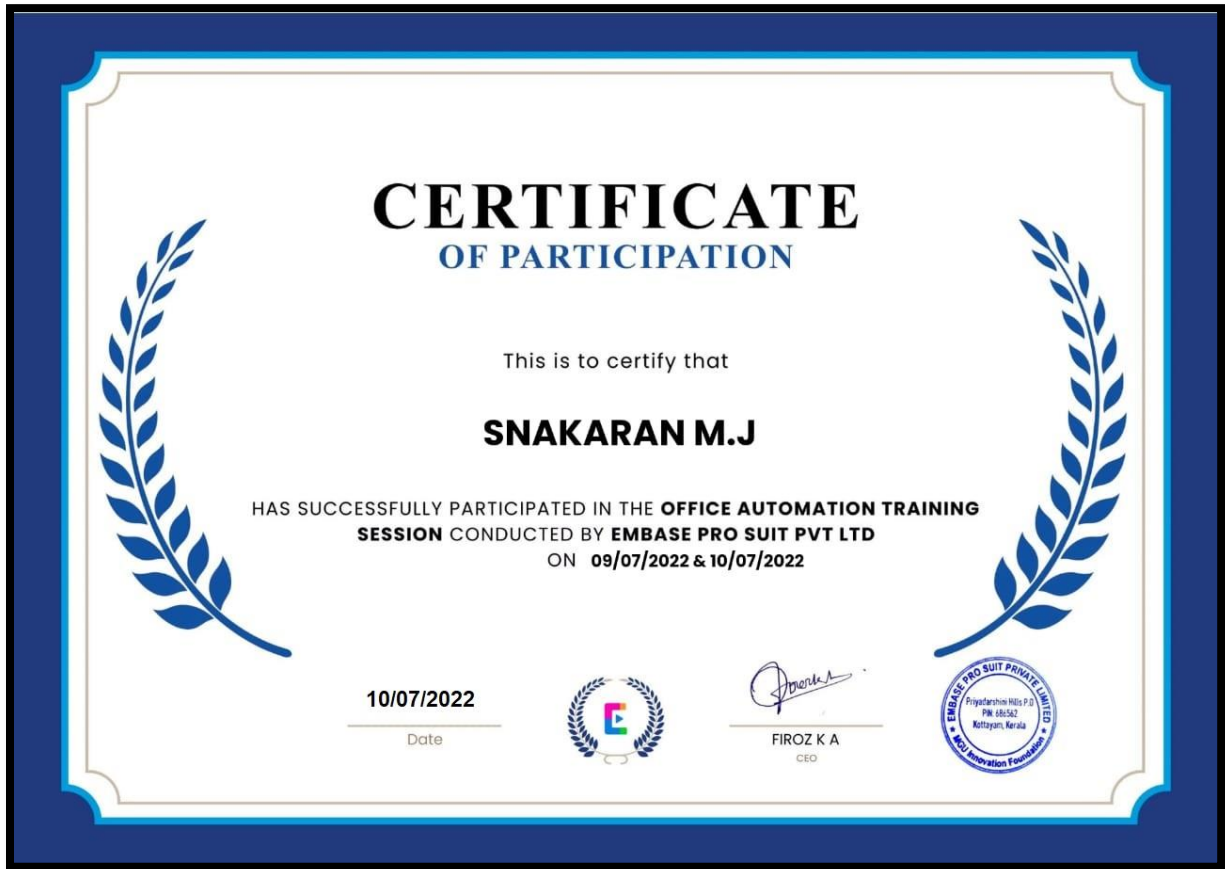 CERTIFICATE
OF PARTICIPATION
This is to certify that
SNAKARAN M.J
HAS SUCCESSFULLY PARTICIPATED IN THE OFFICE AUTOMATION TRAINING
SESSION CONDUCTED BY EMBASE PRO SUIT PVT LTD
ON 09/07/2022 & 10/07/2022
10/07/2022
Date
FIROZ K A
CEO
EMBASE PRO SUIT PRIVATE LIMITED
Priyadarshini Hills P.O
PIN: 686562
Kottayam, Kerala
MGU Innovation Foundation